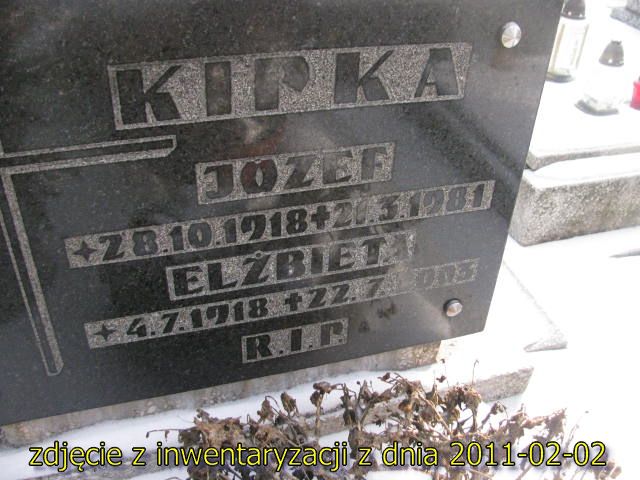 KIPKA
JÓZEF
28.10.1918 + 21.3.1981
ELŻBIETA
4.7.1918 + 22.7.
R.I.P.
zdjęcie z inwentaryzacji z dnia 2011-02-02